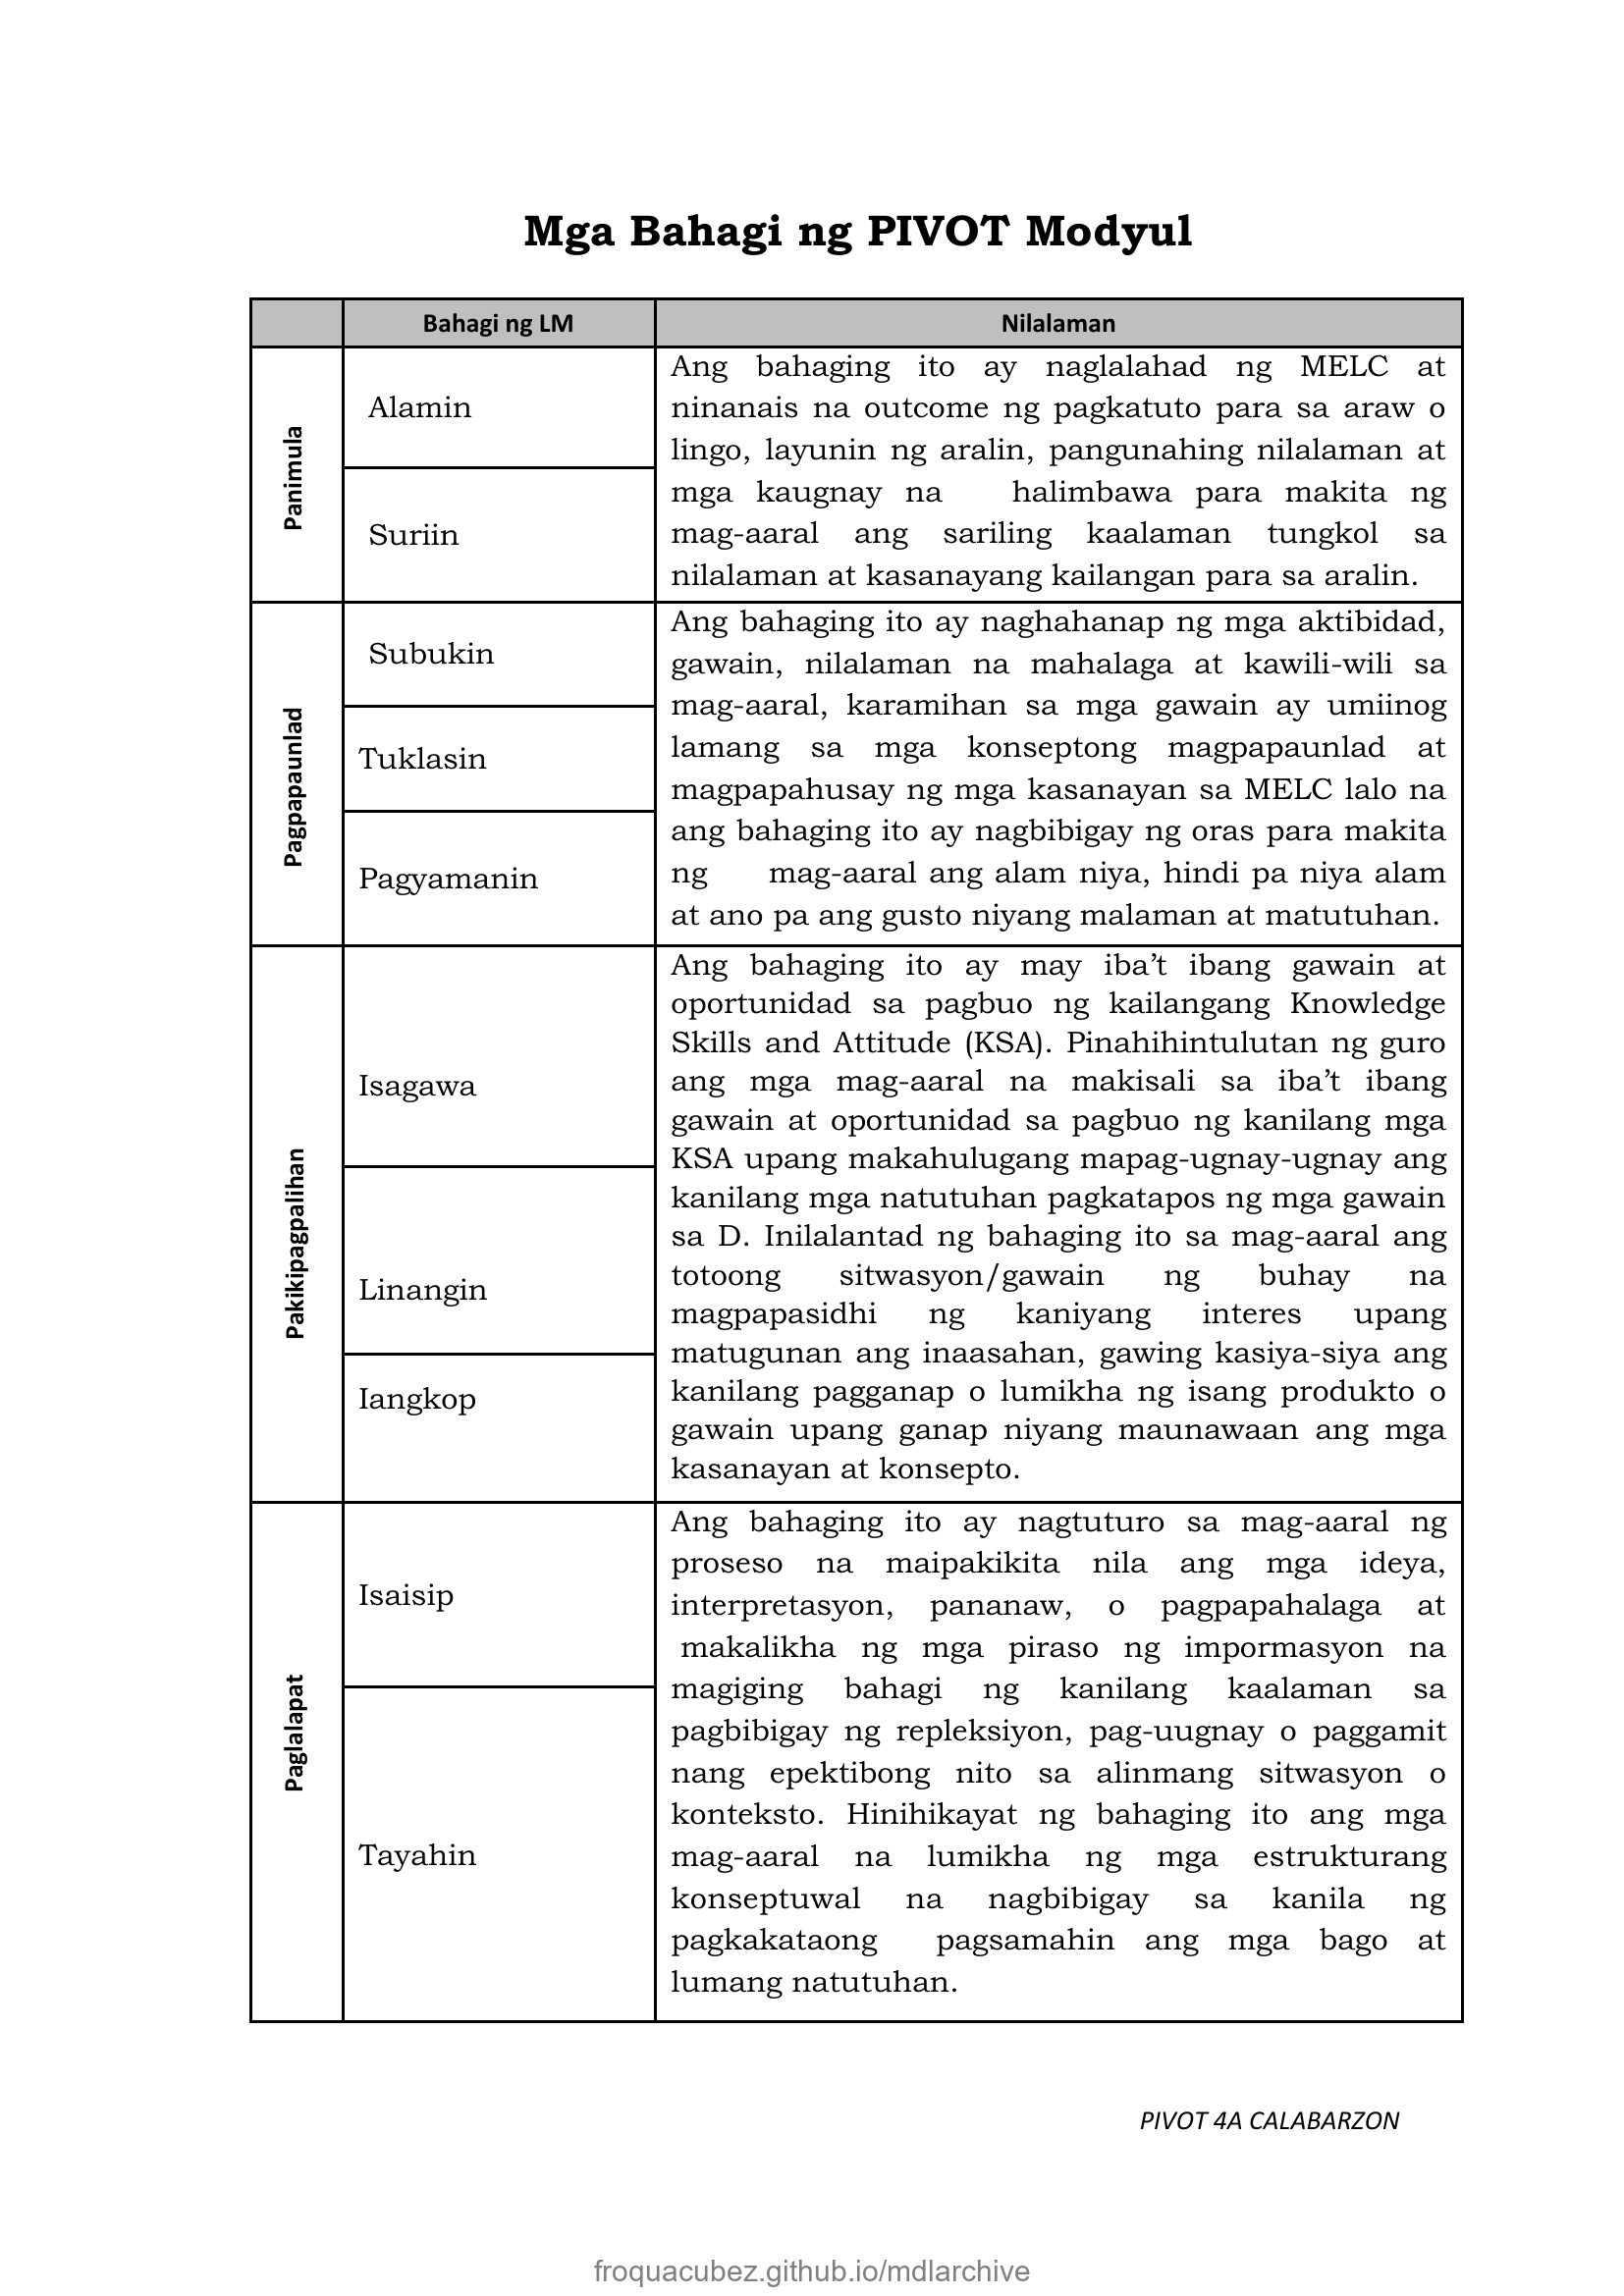 Mga Bahagi ng PIVOT Modyul
Bahagi ng LM
Nilalaman
Panimula
Alamin
Suriin
Ang bahaging ito ay naglalahad ng MELC at
ninanais na outcome ng pagkatuto para sa araw o
lingo, layunin ng aralin, pangunahing nilalaman at
mga kaugnay na halimbawa para makita ng
mag-aaral ang sariling kaalaman tungkol sa
nilalaman at kasanayang kailangan para sa aralin.
Pagpapaunlad
Subukin
Tuklasin
Pagyamanin
Ang bahaging ito ay naghahanap ng mga aktibidad,
gawain, nilalaman na mahalaga at kawili-wili sa
mag-aaral, karamihan sa mga gawain ay umiinog
lamang sa mga konseptong magpapaunlad at
magpapahusay ng mga kasanayan sa MELC lalo na
ang bahaging ito ay nagbibigay ng oras para makita
ng mag-aaral ang alam niya, hindi pa niya alam
at ano pa ang gusto niyang malaman at matutuhan.
Pakikipagpalihan
Isagawa
Linangin
Iangkop
Ang bahaging ito ay may iba’t ibang gawain at
oportunidad sa pagbuo ng kailangang Knowledge
Skills and Attitude (KSA). Pinahihintulutan ng guro
ang mga mag-aaral na makisali sa iba’t ibang
gawain at oportunidad sa pagbuo ng kanilang mga
KSA upang makahulugang mapag-ugnay-ugnay ang
kanilang mga natutuhan pagkatapos ng mga gawain
sa D. Inilalantad ng bahaging ito sa mag-aaral ang
totoong sitwasyon/gawain ng buhay na
magpapasidhi ng kaniyang interes upang
matugunan ang inaasahan, gawing kasiya-siya ang
kanilang pagganap o lumikha ng isang produkto o
gawain upang ganap niyang maunawaan ang mga
kasanayan at konsepto.
Paglalapat
Isaisip
Tayahin
Ang bahaging ito ay nagtuturo sa mag-aaral ng
proseso na maipakikita nila ang mga ideya,
interpretasyon, pananaw, o pagpapahalaga at
makalikha ng mga piraso ng impormasyon na
magiging bahagi ng kanilang kaalaman sa
pagbibigay ng repleksiyon, pag-uugnay o paggamit
nang epektibong nito sa alinmang sitwasyon o
konteksto. Hinihikayat ng bahaging ito ang mga
mag-aaral na lumikha ng mga estrukturang
konseptuwal na nagbibigay sa kanila ng
pagkakataong pagsamahin ang mga bago at
lumang natutuhan.
PIVOT 4A CALABARZON
froquacubez.github.io/mdlarchive